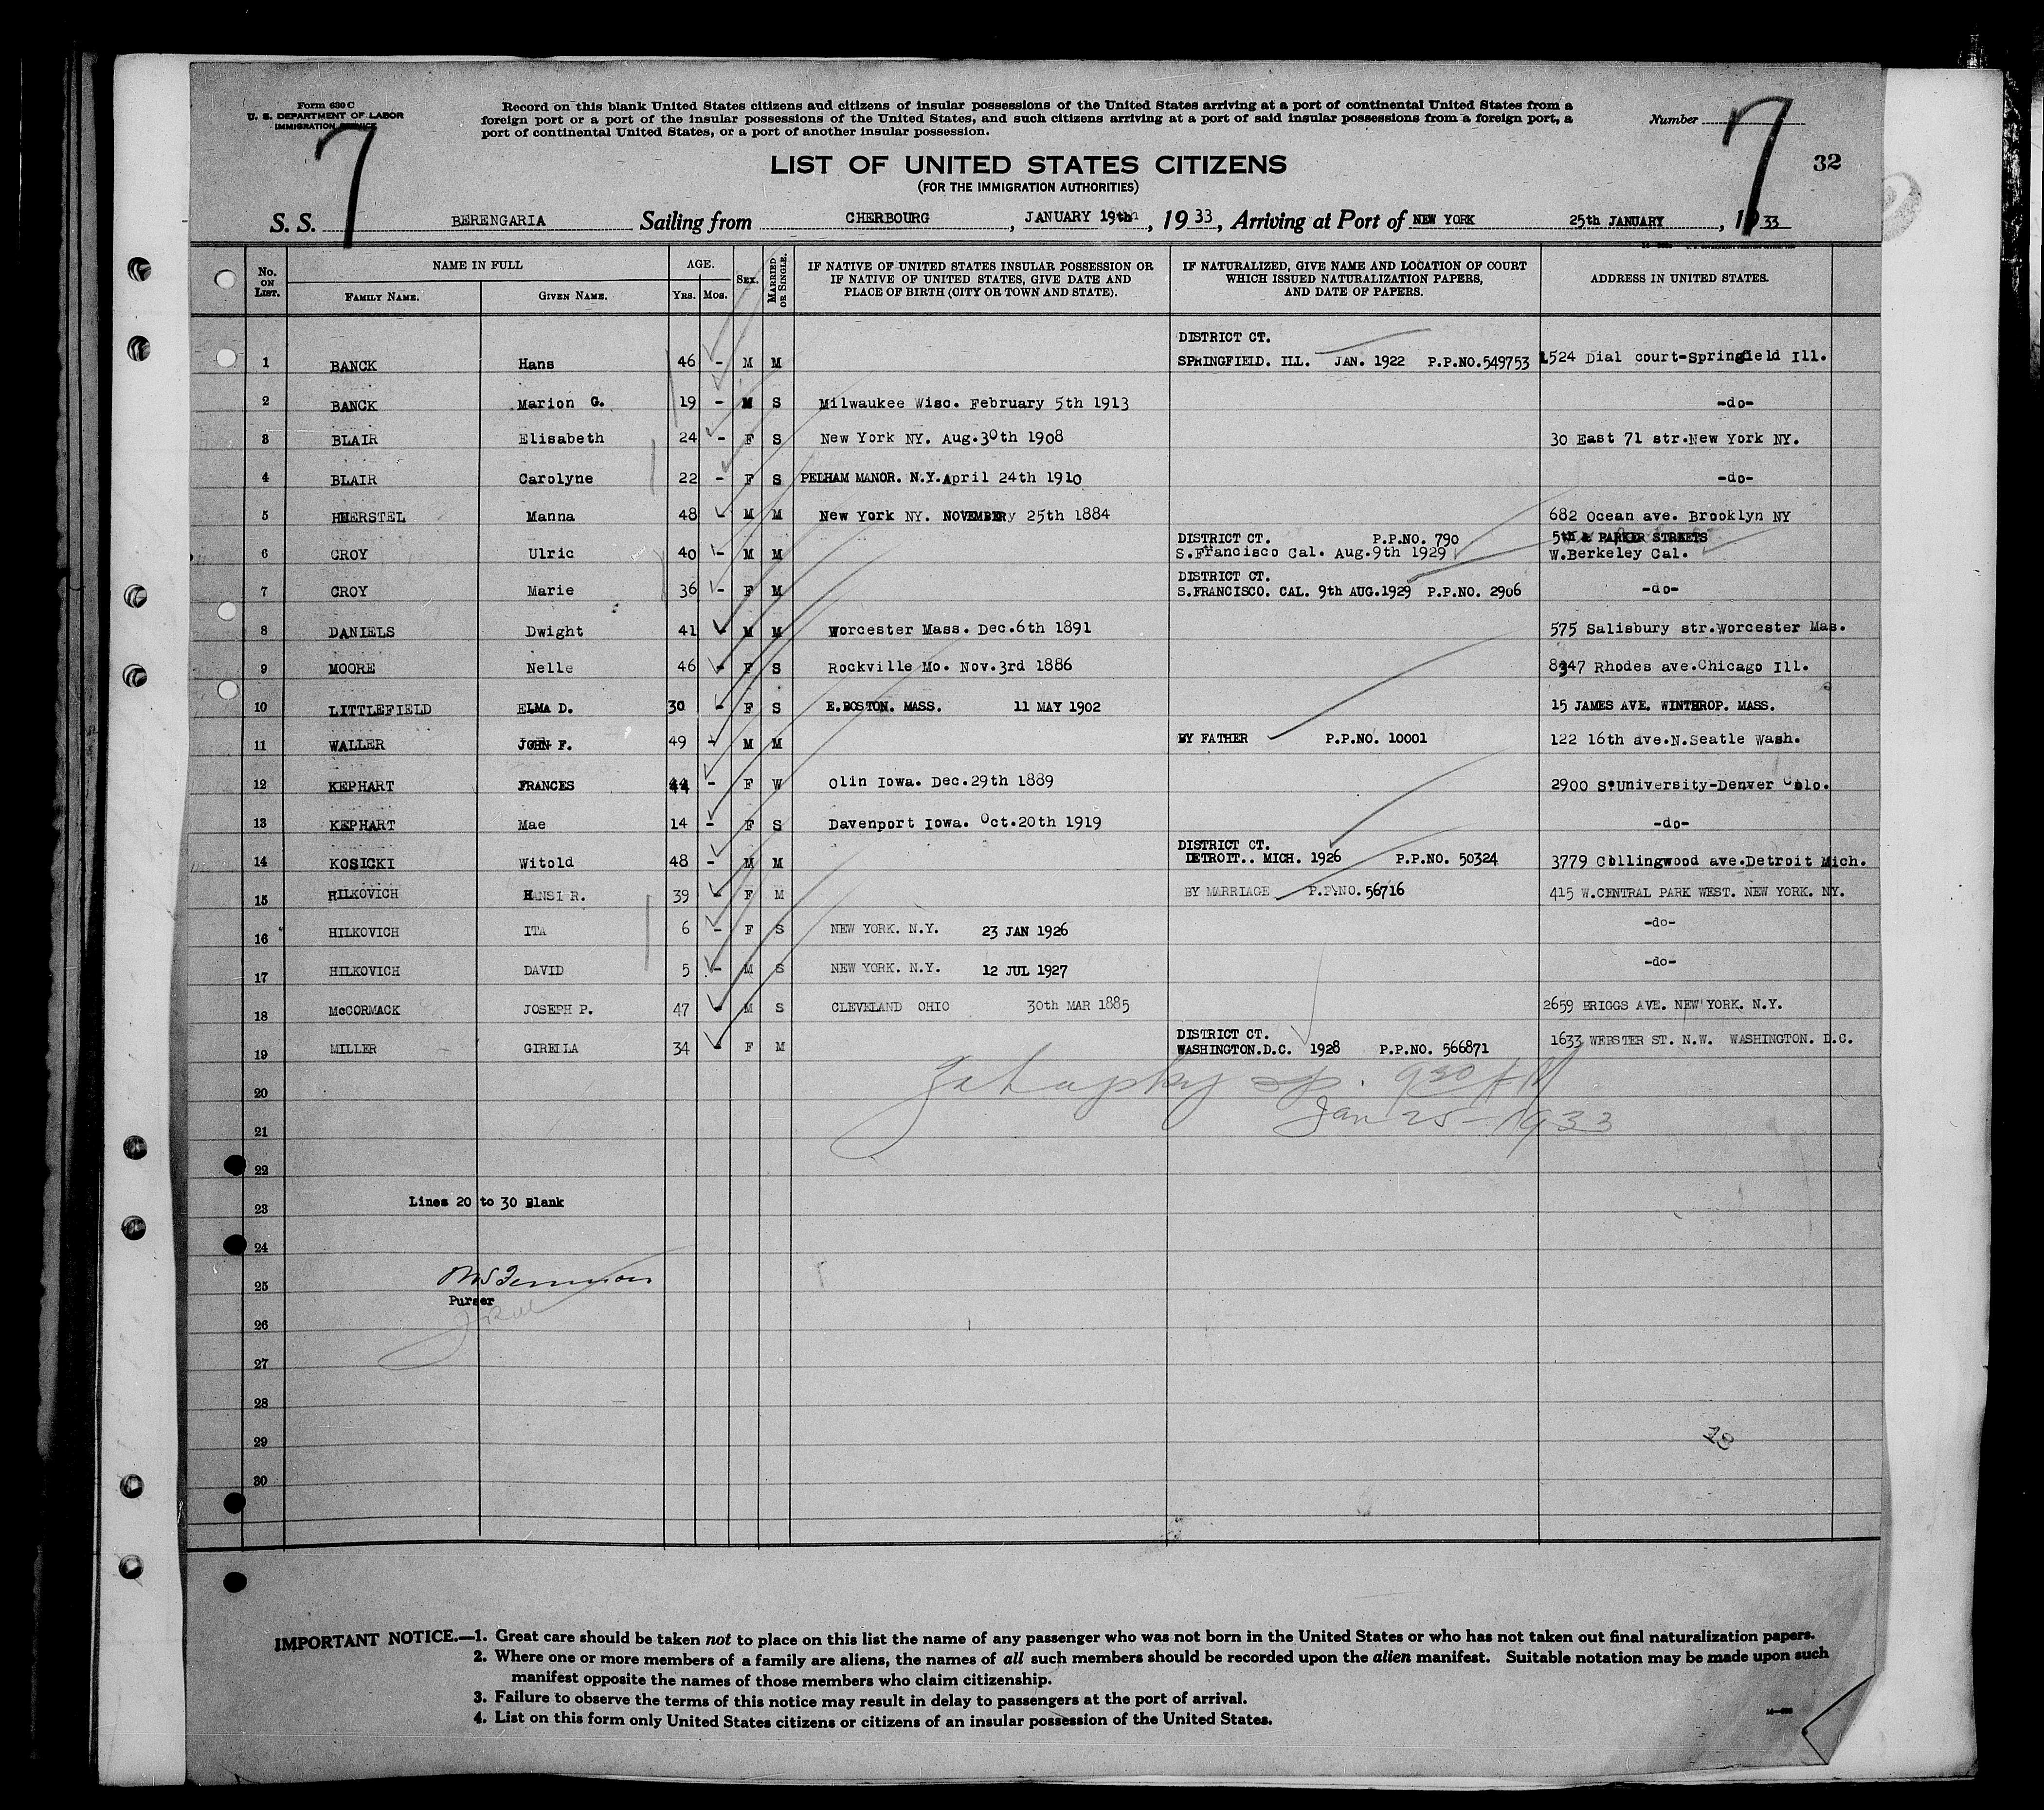 Form 630 C
U. S. DEPARTMENT OF LABOR
IMMIGRATION SERVICE
Record on this blank United States citizens and citizens of insular possessions of the United States arriving at a port of continental United States from a
foreign port or a port of the insular possessions of the United States, and such citizens arriving at a port of said insular possessions from a foreign port, a
port of continental United States, or a port of another insular possession.
Number 7
7
32
LIST OF UNITED STATES CITIZENS
(FOR THE IMMIGRATION AUTHORITIES)
S. S. BERENGARIA Sailing from CHERBOURG, JANUARY 19th, 1933, Arriving at Port of NEW YORK 25th JANUARY, 1933
No. ON LIST. NAME IN FULL FAMILY NAME. GIVEN NAME. AGE. YRS. MOS. SEX. MARRIED OR SINGLE. IF NATIVE OF UNITED STATES INSULAR POSSESSION OR IF NATIVE OF UNITED STATES, GIVE DATE AND PLACE OF BIRTH (CITY OR TOWN AND STATE). IF NATURALIZED, GIVE NAME AND LOCATION OF COURT WHICH ISSUED NATURALIZATION PAPERS, AND DATE OF PAPERS. ADDRESS IN UNITED STATES.
DISTRICT CT.
1 BANCK Hans 46 - M M SPRINGFIELD. ILL. JAN. 1922 P.P.NO.549753 1524 Dial court-Springfield Ill.
2 BANCK Marion G. 19 - M S Milwaukee Wisc. February 5th 1913 -do-
3 BLAIR Elisabeth 24 - F S New York NY. Aug.30th 1908 30 East 71 str.New York NY.
4 BLAIR Carolyne 22 - F S PELHAM MANOR. N.Y.April 24th 1910 -do-
5 HERSTEL Manna 48 - M M New York NY. NOVEMBER 25th 1884 682 Ocean ave. Brooklyn NY
DISTRICT CT. P.P.NO. 790 5th & PARKER STREETS
6 CROY Ulric 40 - M M S.Francisco Cal. Aug.9th 1929 W.Berkeley Cal.
DISTRICT CT.
7 CROY Marie 36 - F M S.FRANCISCO. CAL. 9th AUG.1929 P.P.NO. 2906 -do-
8 DANIELS Dwight 41 - M M Worcester Mass. Dec.6th 1891 575 Salisbury str.Worcester Mas.
9 MOORE Nelle 46 - F S Rockville Mo. Nov.3rd 1886 8347 Rhodes ave.Chicago Ill.
10 LITTLEFIELD ELMA D. 30 - F S E.BOSTON. MASS. 11 MAY 1902 15 JAMES AVE. WINTHROP. MASS.
11 WALLER JOHN F. 49 - M M BY FATHER P.P.NO. 10001 122 16th ave.N.Seatle Wash.
12 KEPHART FRANCES 44 - F W Olin Iowa. Dec.29th 1889 2900 S.University-Denver Colo.
13 KEPHART Mae 14 - F S Davenport Iowa. Oct.20th 1919 -do-
DISTRICT CT.
14 KOSICKI Witold 48 - M M DETROIT.. MICH. 1926 P.P.NO. 50324 3779 Collingwood ave.Detroit Mich.
15 HILKOVICH HANSI R. 39 - F M BY MARRIAGE P.P.NO. 56716 415 W.CENTRAL PARK WEST. NEW YORK. NY.
16 HILKOVICH ITA 6 - F S NEW YORK. N.Y. 23 JAN 1926 -do-
17 HILKOVICH DAVID 5 - M S NEW YORK. N.Y. 12 JUL 1927 -do-
18 McCORMACK JOSEPH P. 47 - M S CLEVELAND OHIO 30th MAR 1885 2659 BRIGGS AVE. NEW YORK. N.Y.
DISTRICT CT.
19 MILLER GIRELLA 34 - F M WASHINGTON.D.C. 1928 P.P.NO. 566871 1633 WEBSTER ST. N.W. WASHINGTON. D.C.
20 930 AM
21 Jan 25-1933
22
23 Lines 20 to 30 Blank
24
25
Purser
26
27
28
29
30
IMPORTANT NOTICE.—1. Great care should be taken not to place on this list the name of any passenger who was not born in the United States or who has not taken out final naturalization papers.
2. Where one or more members of a family are aliens, the names of all such members should be recorded upon the alien manifest. Suitable notation may be made upon such
manifest opposite the names of those members who claim citizenship.
3. Failure to observe the terms of this notice may result in delay to passengers at the port of arrival.
4. List on this form only United States citizens or citizens of an insular possession of the United States.